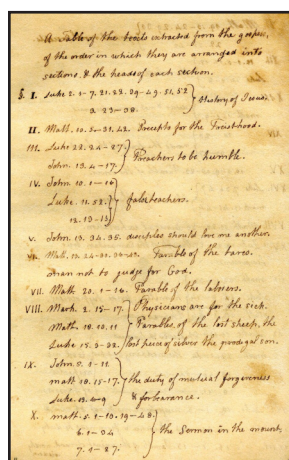 A Table of the texts extracted from the gospels,
of the order in which they are arranged into
sections, & the heads of each section.
§. I. Luke 2. 1-7. 21. 22. 39-49. 51. 52
3. 23-38. } History of Jesus.
II. Matt. 10. 5-31. 42. Precepts for the Priesthood.
III. Luke 22. 24-27.
John. 13. 4-17. } Preachers to be humble.
IV. John. 10. 1-16
Luke. 11. 52.
12. 13-15 } false teachers.
V. John. 13. 34. 35. disciples should love one another.
VI. Matt. 13. 24-30. 36-43. Parable of the tares.
man not to judge for God.
VII. Matt. 20. 1-16. Parable of the laborers.
VIII. Mark. 2. 15-17. } Physicians are for the sick.
Matt. 18. 10. 11 } Parables of the lost sheep, the
Luke. 15. 3-32. } lost piece of silver the prodigal son.
IX. John. 8. 1-11.
matt. 18. 15-17. } the duty of mutual forgiveness
Luke. 17. & forbearance.
X. matt. 5. 1-10. 19-48.
6. 1-34
7. 1-27. } the Sermon in the mount.